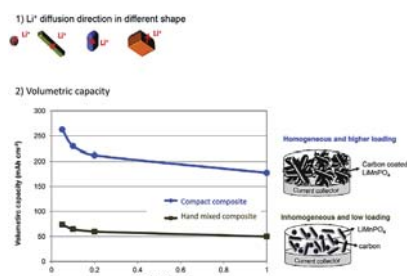 1) Li⁺ diffusion direction in different shape
Li⁺ Li⁺ Li⁺ Li⁺
2) Volumetric capacity
Volumetric capacity (mAh cm⁻³)
300
250
200
150
100
50
0
0 0.2 0.4 0.6 0.8 1
Compact composite
Hand mixed composite
Homogeneous and higher loading
Carbon coated
LiMnPO₄
Current collector
Inhomogeneous and low loading
LiMnPO₄
carbon
Current collector